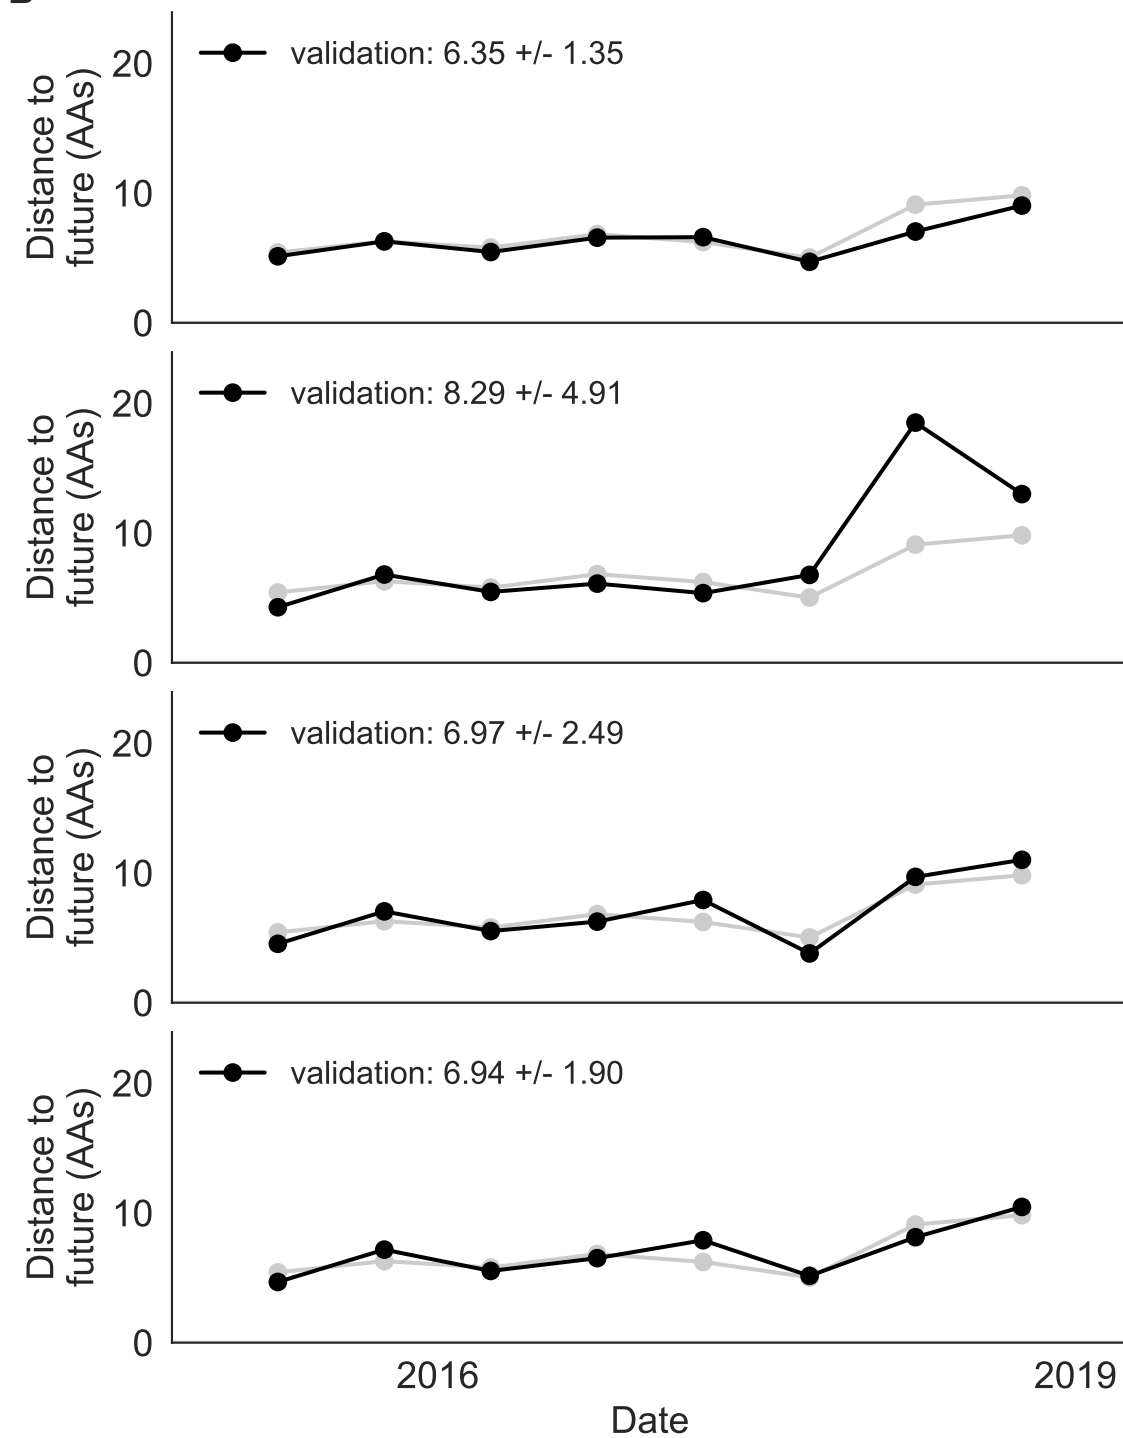 validation: 6.35 +/- 1.35
20
10
0
Distance to
future (AAs)
validation: 8.29 +/- 4.91
20
10
0
Distance to
future (AAs)
validation: 6.97 +/- 2.49
20
10
0
Distance to
future (AAs)
validation: 6.94 +/- 1.90
20
10
0
Distance to
future (AAs)
2016
2019
Date